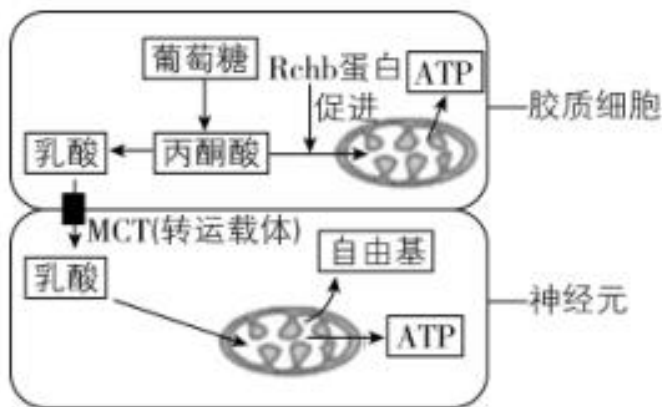 葡萄糖
Rchb蛋白
ATP
促进
胶质细胞
乳酸
丙酮酸
MCT(转运载体)
自由基
乳酸
神经元
ATP